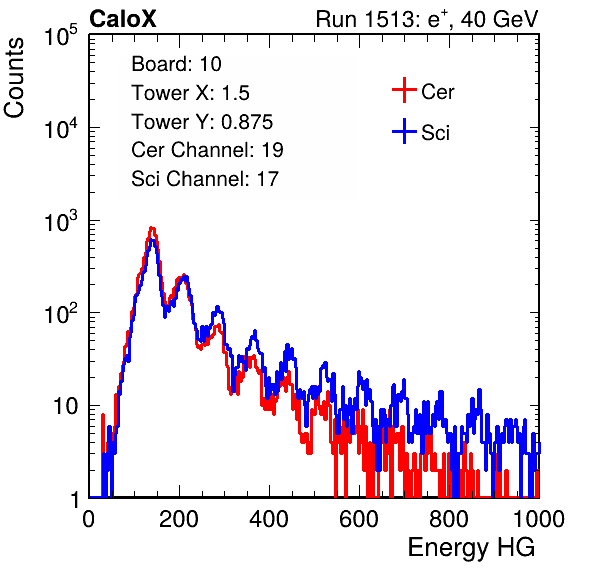 CaloX Run 1513: e+, 40 GeV
Counts
10^5
10^4
10^3
10^2
10
1
Board: 10
Tower X: 1.5
Tower Y: 0.875
Cer Channel: 19
Sci Channel: 17
Cer
Sci
0 200 400 600 800 1000
Energy HG